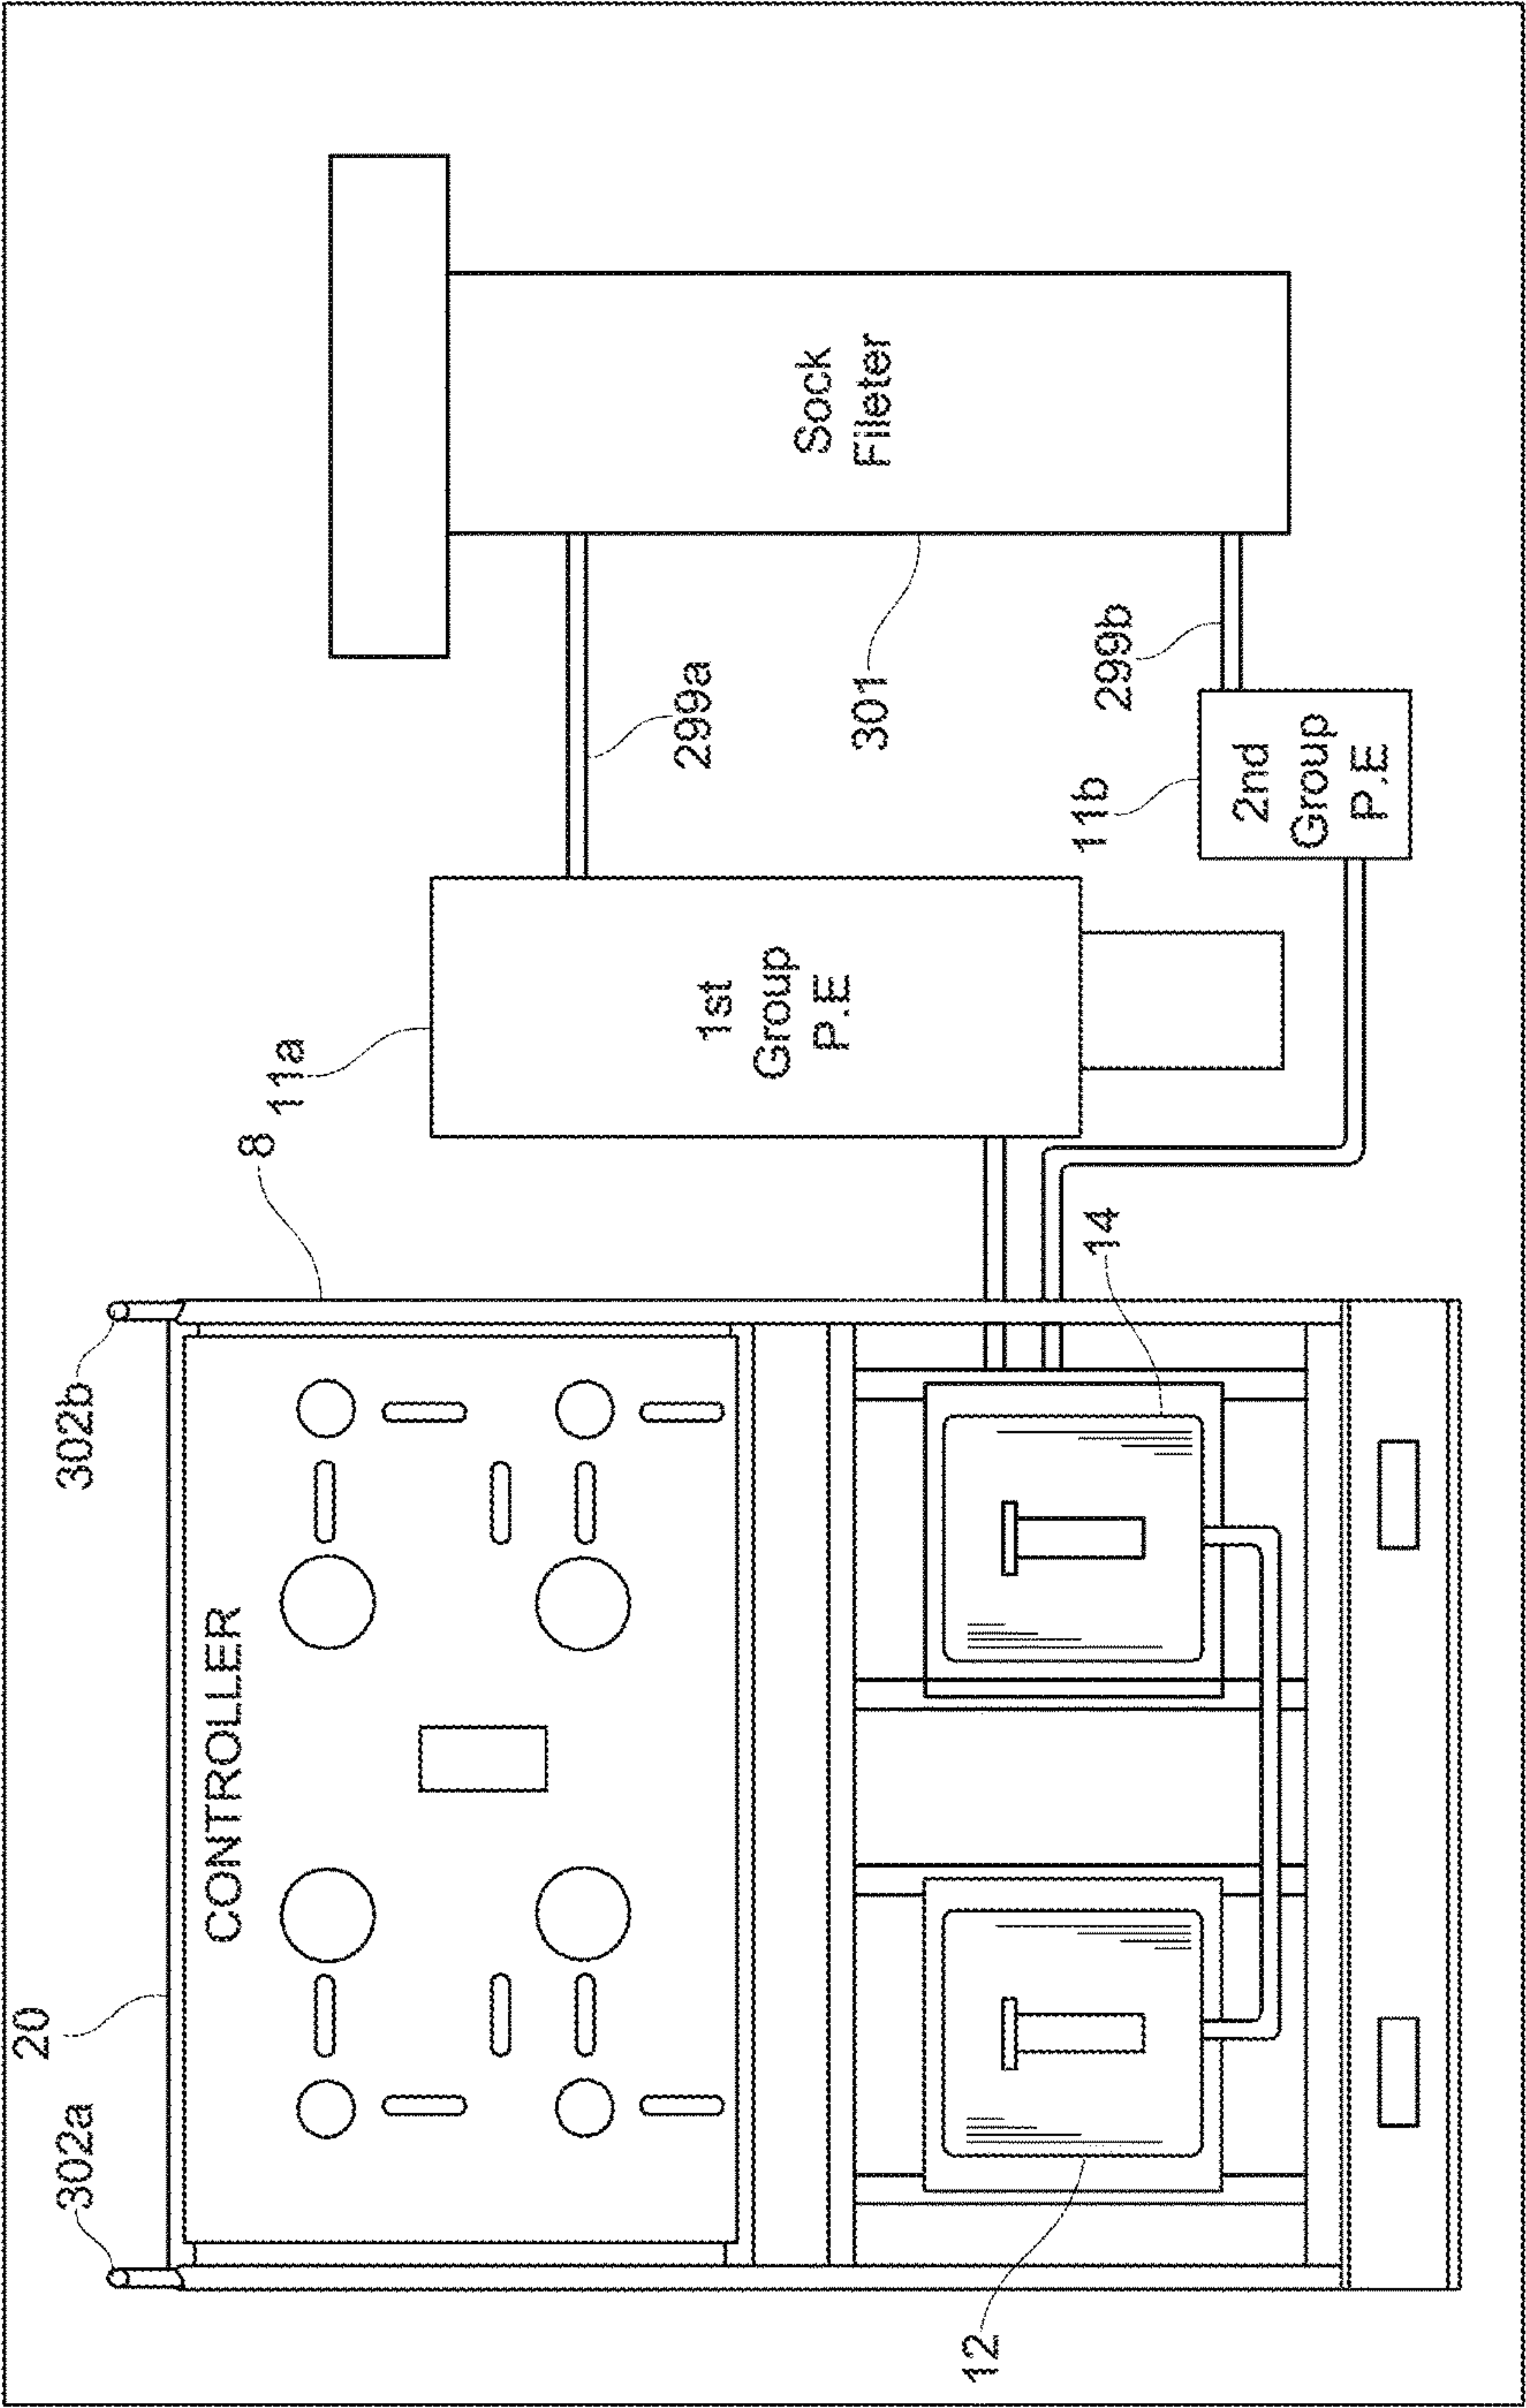 302a
20
302b
8
11a
CONTROLLER
299a
1st
Group
P.E
Sock
Fileter
301
299b
11b
2nd
Group
P.E
14
12